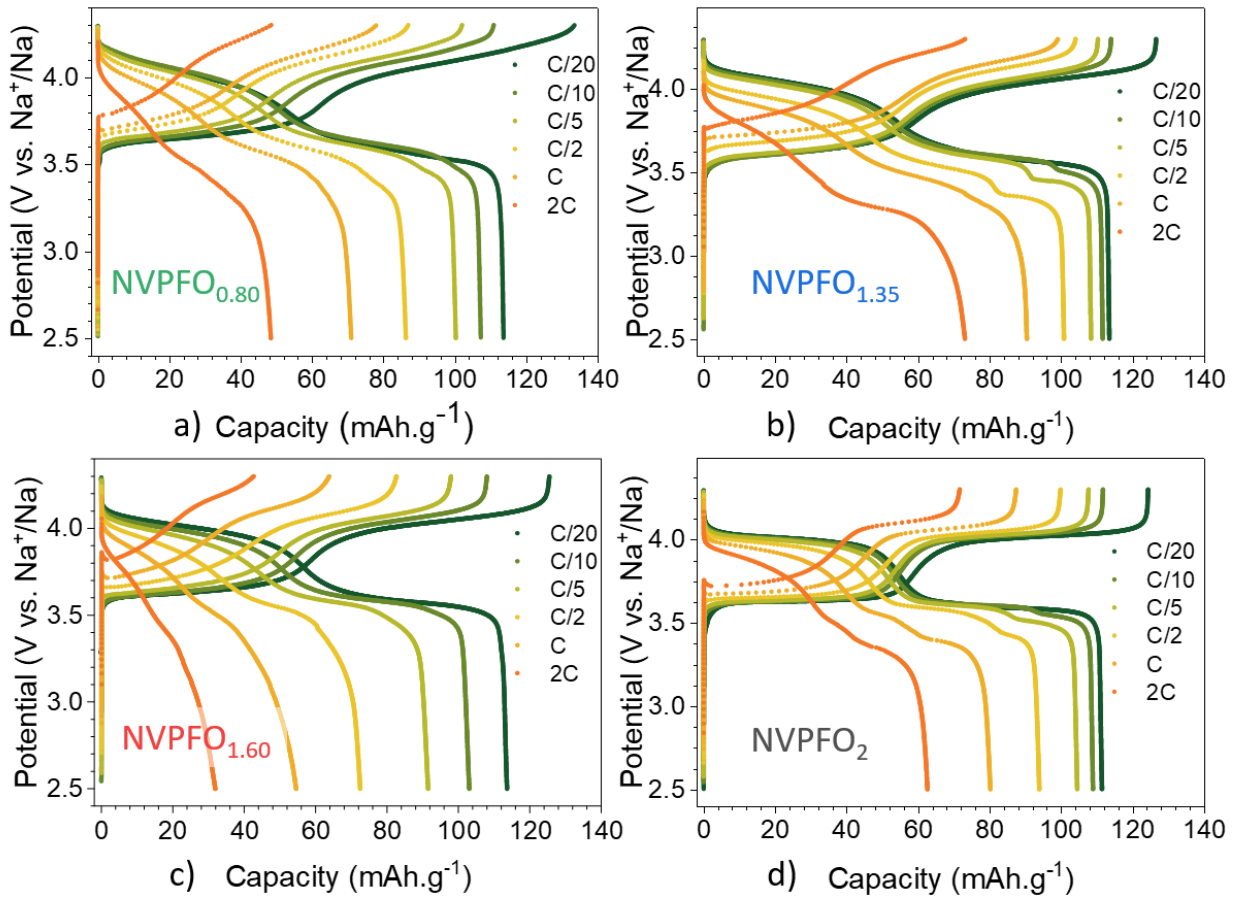 Potential (V vs. Na⁺/Na)
4.0
3.5
3.0
2.5
C/20
C/10
C/5
C/2
C
2C
NVPFO₀.₈₀
0 20 40 60 80 100 120 140
a) Capacity (mAh.g⁻¹)
Potential (V vs. Na⁺/Na)
4.0
3.5
3.0
2.5
C/20
C/10
C/5
C/2
C
2C
NVPFO₁.₃₅
0 20 40 60 80 100 120 140
b) Capacity (mAh.g⁻¹)
Potential (V vs. Na⁺/Na)
4.0
3.5
3.0
2.5
C/20
C/10
C/5
C/2
C
2C
NVPFO₁.₆₀
0 20 40 60 80 100 120 140
c) Capacity (mAh.g⁻¹)
Potential (V vs. Na⁺/Na)
4.0
3.5
3.0
2.5
C/20
C/10
C/5
C/2
C
2C
NVPFO₂
0 20 40 60 80 100 120 140
d) Capacity (mAh.g⁻¹)